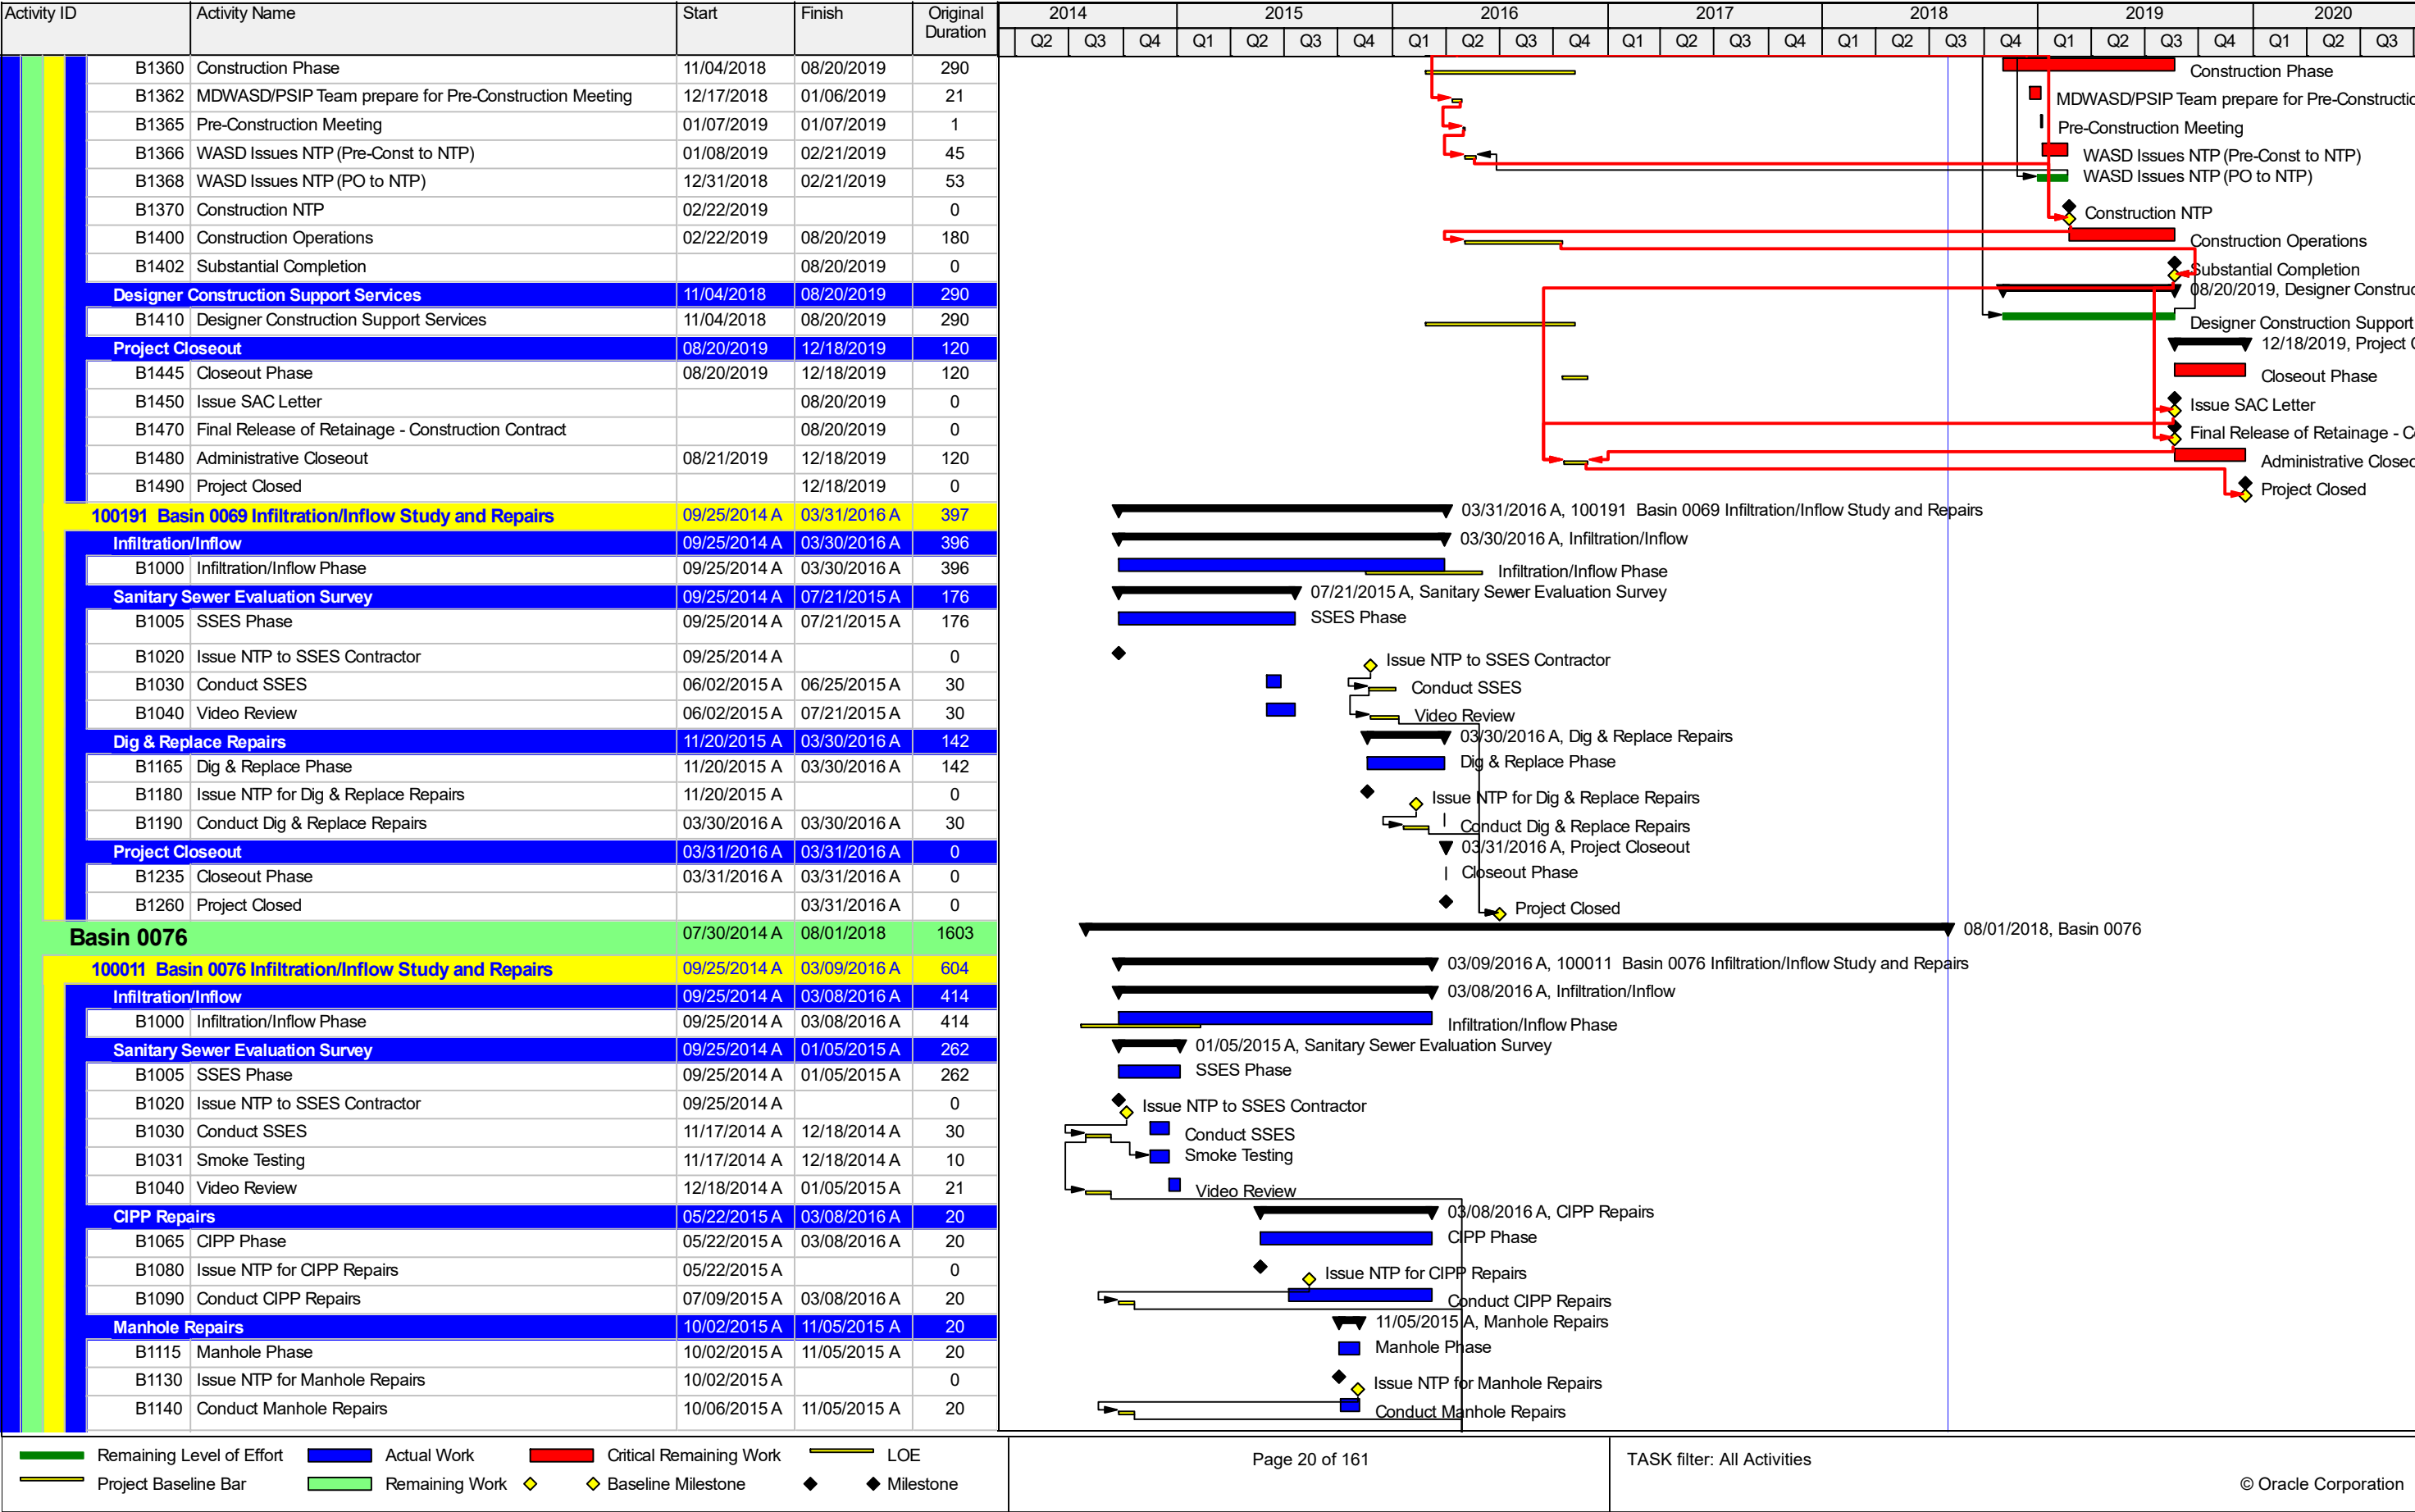 Activity ID Activity Name Start Finish Original Duration 2014 2015 2016 2017 2018 2019 2020
Q2 Q3 Q4 Q1 Q2 Q3 Q4 Q1 Q2 Q3 Q4 Q1 Q2 Q3 Q4 Q1 Q2 Q3 Q4 Q1 Q2 Q3 Q4 Q1 Q2 Q3
B1360 Construction Phase 11/04/2018 08/20/2019 290 Construction Phase
B1362 MDWASD/PSIP Team prepare for Pre-Construction Meeting 12/17/2018 01/06/2019 21 MDWASD/PSIP Team prepare for Pre-Constructic
B1365 Pre-Construction Meeting 01/07/2019 01/07/2019 1 Pre-Construction Meeting
B1366 WASD Issues NTP (Pre-Const to NTP) 01/08/2019 02/21/2019 45 WASD Issues NTP (Pre-Const to NTP)
B1368 WASD Issues NTP (PO to NTP) 12/31/2018 02/21/2019 53 WASD Issues NTP (PO to NTP)
B1370 Construction NTP 02/22/2019 0 Construction NTP
B1400 Construction Operations 02/22/2019 08/20/2019 180 Construction Operations
B1402 Substantial Completion 08/20/2019 0 Substantial Completion
Designer Construction Support Services 11/04/2018 08/20/2019 290 08/20/2019, Designer Construc
B1410 Designer Construction Support Services 11/04/2018 08/20/2019 290 Designer Construction Support
Project Closeout 08/20/2019 12/18/2019 120 12/18/2019, Project C
B1445 Closeout Phase 08/20/2019 12/18/2019 120 Closeout Phase
B1450 Issue SAC Letter 08/20/2019 0 Issue SAC Letter
B1470 Final Release of Retainage - Construction Contract 08/20/2019 0 Final Release of Retainage - C
B1480 Administrative Closeout 08/21/2019 12/18/2019 120 Administrative Closec
B1490 Project Closed 12/18/2019 0 Project Closed
100191 Basin 0069 Infiltration/Inflow Study and Repairs 09/25/2014 A 03/31/2016 A 397 03/31/2016 A, 100191 Basin 0069 Infiltration/Inflow Study and Repairs
Infiltration/Inflow 09/25/2014 A 03/30/2016 A 396 03/30/2016 A, Infiltration/Inflow
B1000 Infiltration/Inflow Phase 09/25/2014 A 03/30/2016 A 396 Infiltration/Inflow Phase
Sanitary Sewer Evaluation Survey 09/25/2014 A 07/21/2015 A 176 07/21/2015 A, Sanitary Sewer Evaluation Survey
B1005 SSES Phase 09/25/2014 A 07/21/2015 A 176 SSES Phase
B1020 Issue NTP to SSES Contractor 09/25/2014 A 0 Issue NTP to SSES Contractor
B1030 Conduct SSES 06/02/2015 A 06/25/2015 A 30 Conduct SSES
B1040 Video Review 06/02/2015 A 07/21/2015 A 30 Video Review
Dig & Replace Repairs 11/20/2015 A 03/30/2016 A 142 03/30/2016 A, Dig & Replace Repairs
B1165 Dig & Replace Phase 11/20/2015 A 03/30/2016 A 142 Dig & Replace Phase
B1180 Issue NTP for Dig & Replace Repairs 11/20/2015 A 0 Issue NTP for Dig & Replace Repairs
B1190 Conduct Dig & Replace Repairs 03/30/2016 A 03/30/2016 A 30 Conduct Dig & Replace Repairs
Project Closeout 03/31/2016 A 03/31/2016 A 0 03/31/2016 A, Project Closeout
B1235 Closeout Phase 03/31/2016 A 03/31/2016 A 0 Closeout Phase
B1260 Project Closed 03/31/2016 A 0 Project Closed
Basin 0076 07/30/2014 A 08/01/2018 1603 08/01/2018, Basin 0076
100011 Basin 0076 Infiltration/Inflow Study and Repairs 09/25/2014 A 03/09/2016 A 604 03/09/2016 A, 100011 Basin 0076 Infiltration/Inflow Study and Repairs
Infiltration/Inflow 09/25/2014 A 03/08/2016 A 414 03/08/2016 A, Infiltration/Inflow
B1000 Infiltration/Inflow Phase 09/25/2014 A 03/08/2016 A 414 Infiltration/Inflow Phase
Sanitary Sewer Evaluation Survey 09/25/2014 A 01/05/2015 A 262 01/05/2015 A, Sanitary Sewer Evaluation Survey
B1005 SSES Phase 09/25/2014 A 01/05/2015 A 262 SSES Phase
B1020 Issue NTP to SSES Contractor 09/25/2014 A 0 Issue NTP to SSES Contractor
B1030 Conduct SSES 11/17/2014 A 12/18/2014 A 30 Conduct SSES
B1031 Smoke Testing 11/17/2014 A 12/18/2014 A 10 Smoke Testing
B1040 Video Review 12/18/2014 A 01/05/2015 A 21 Video Review
CIPP Repairs 05/22/2015 A 03/08/2016 A 20 03/08/2016 A, CIPP Repairs
B1065 CIPP Phase 05/22/2015 A 03/08/2016 A 20 CIPP Phase
B1080 Issue NTP for CIPP Repairs 05/22/2015 A 0 Issue NTP for CIPP Repairs
B1090 Conduct CIPP Repairs 07/09/2015 A 03/08/2016 A 20 Conduct CIPP Repairs
Manhole Repairs 10/02/2015 A 11/05/2015 A 20 11/05/2015 A, Manhole Repairs
B1115 Manhole Phase 10/02/2015 A 11/05/2015 A 20 Manhole Phase
B1130 Issue NTP for Manhole Repairs 10/02/2015 A 0 Issue NTP for Manhole Repairs
B1140 Conduct Manhole Repairs 10/06/2015 A 11/05/2015 A 20 Conduct Manhole Repairs
Remaining Level of Effort Actual Work Critical Remaining Work LOE Page 20 of 161 TASK filter: All Activities
Project Baseline Bar Remaining Work Baseline Milestone Milestone © Oracle Corporation